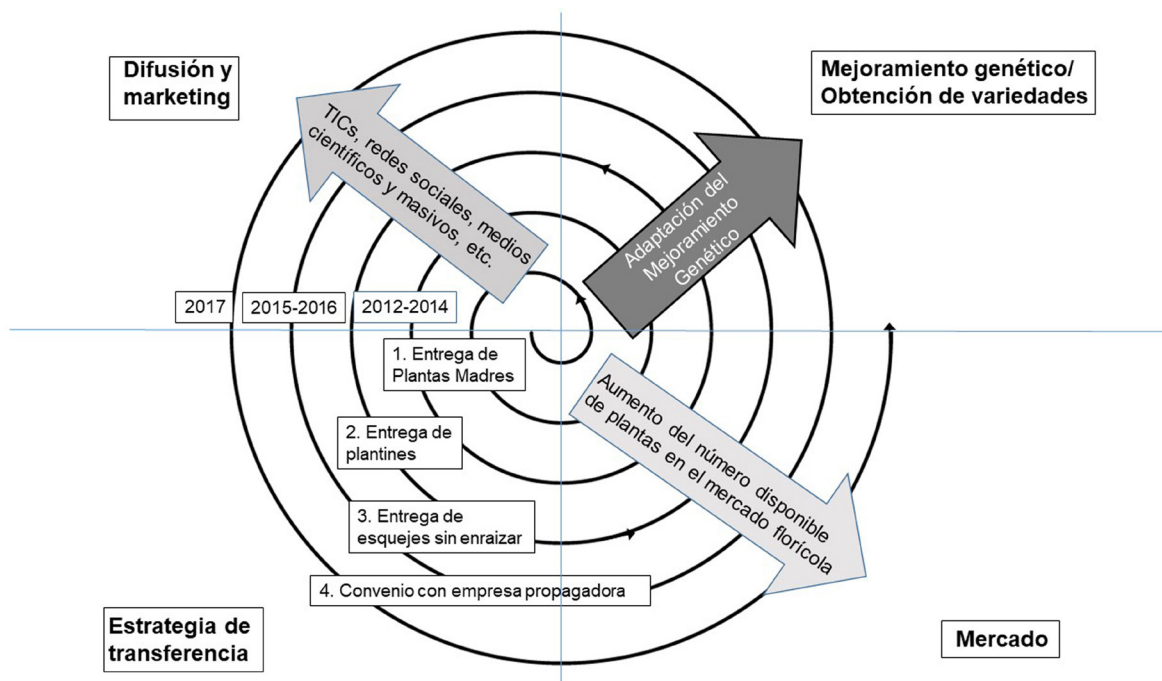 Difusión y
marketing
Mejoramiento genético/
Obtención de variedades
TICs, redes sociales, medios
científicos y masivos, etc.
Adaptación del
Mejoramiento
Genético
2017
2015-2016
2012-2014
1. Entrega de
Plantas Madres
2. Entrega de
plantines
3. Entrega de
esquejes sin enraizar
4. Convenio con empresa propagadora
Aumento del número disponible
de plantas en el mercado florícola
Estrategia de
transferencia
Mercado